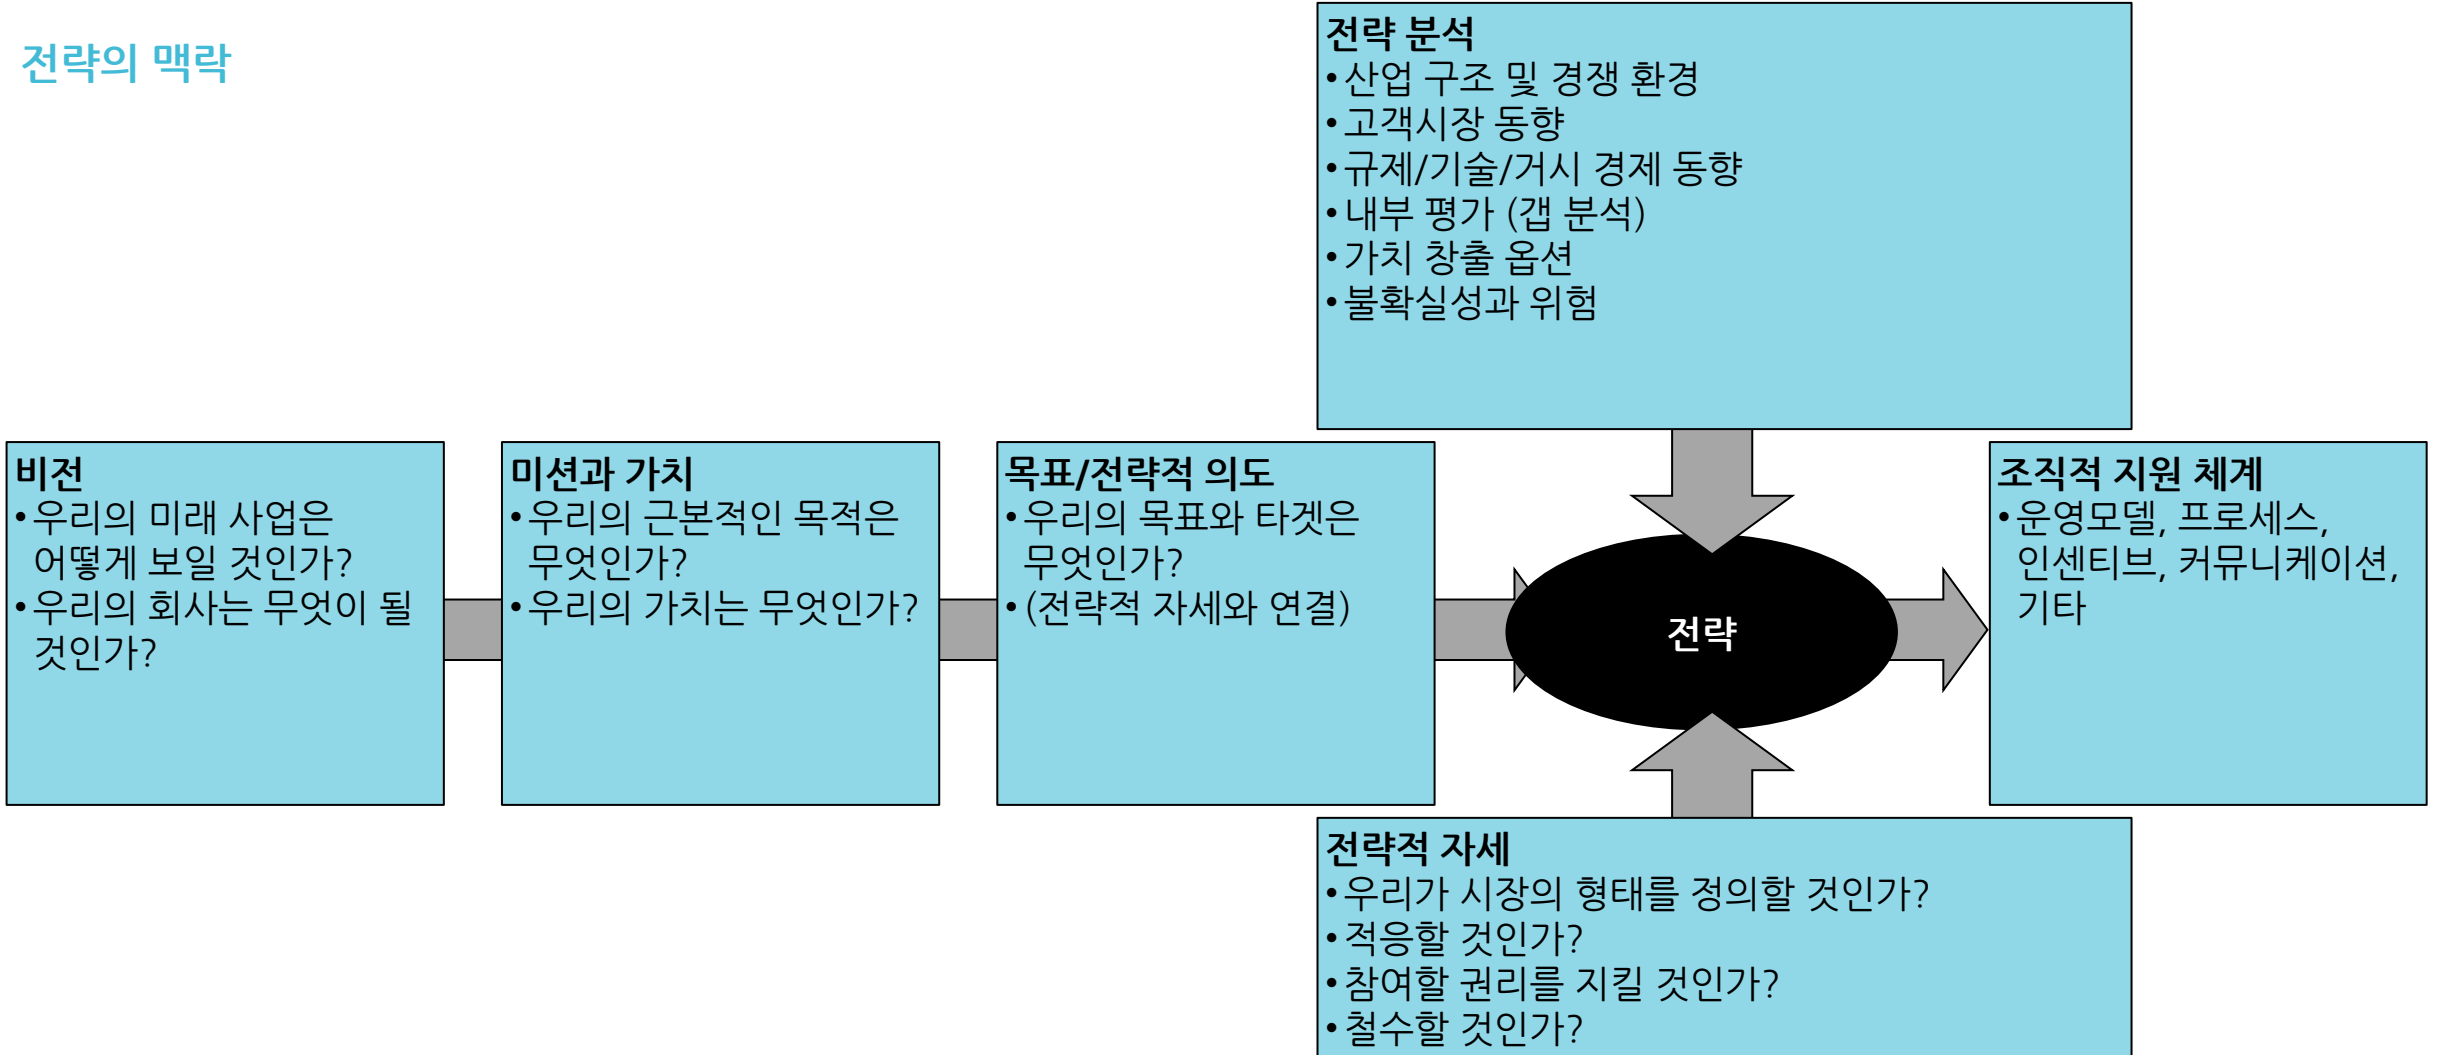 전략의 맥락
전략 분석
•산업 구조 및 경쟁 환경
•고객시장 동향
•규제/기술/거시 경제 동향
•내부 평가 (갭 분석)
•가치 창출 옵션
•불확실성과 위험
비전
•우리의 미래 사업은
어떻게 보일 것인가?
•우리의 회사는 무엇이 될
것인가?
미션과 가치
•우리의 근본적인 목적은
무엇인가?
•우리의 가치는 무엇인가?
목표/전략적 의도
•우리의 목표와 타겟은
무엇인가?
•(전략적 자세와 연결)
전략
조직적 지원 체계
•운영모델, 프로세스,
인센티브, 커뮤니케이션,
기타
전략적 자세
•우리가 시장의 형태를 정의할 것인가?
•적응할 것인가?
•참여할 권리를 지킬 것인가?
•철수할 것인가?